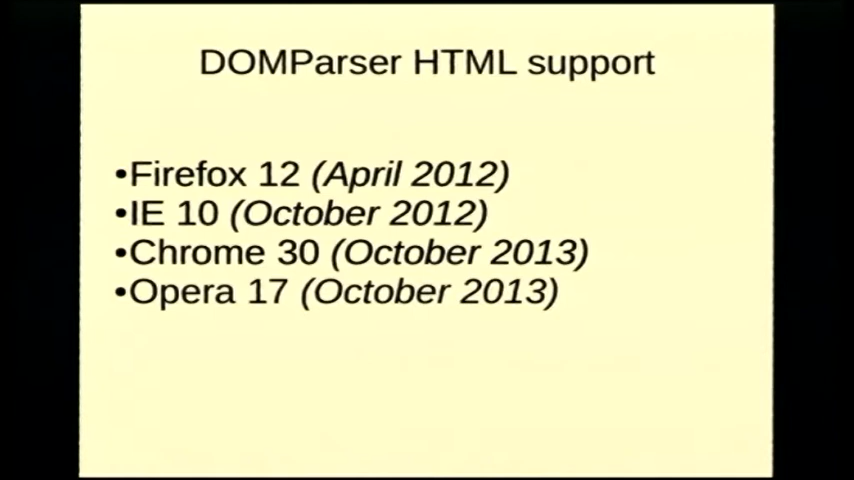 DOMParser HTML support
•Firefox 12 (April 2012)
•IE 10 (October 2012)
•Chrome 30 (October 2013)
•Opera 17 (October 2013)